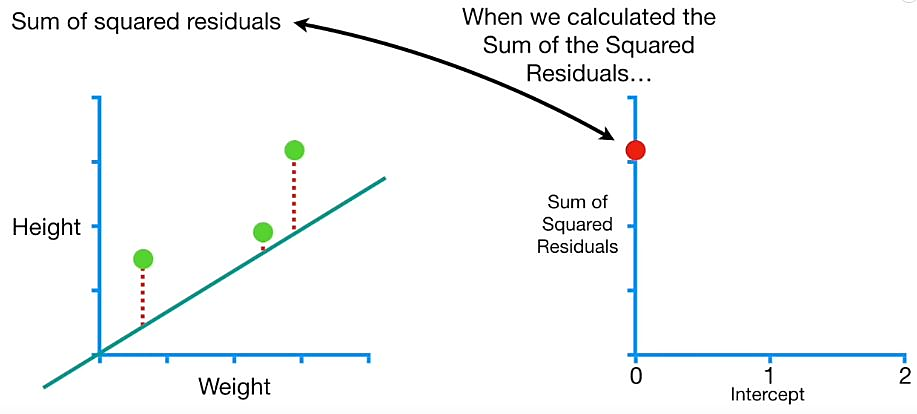 Sum of squared residuals
When we calculated the
Sum of the Squared
Residuals…
Height
Weight
Sum of
Squared
Residuals
0
1
2
Intercept